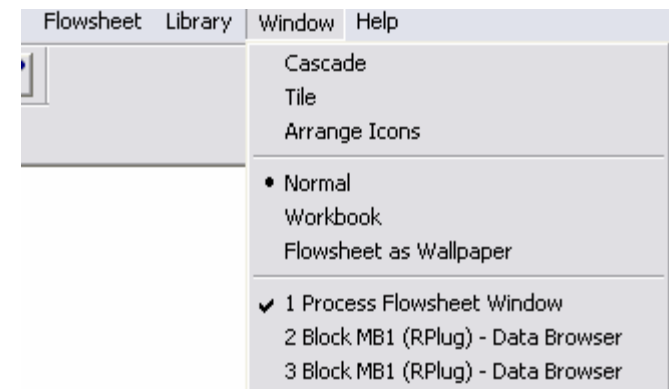 Flowsheet Library Window Help
Cascade
Tile
Arrange Icons
Normal
Workbook
Flowsheet as Wallpaper
1 Process Flowsheet Window
2 Block MB1 (RPlug) - Data Browser
3 Block MB1 (RPlug) - Data Browser